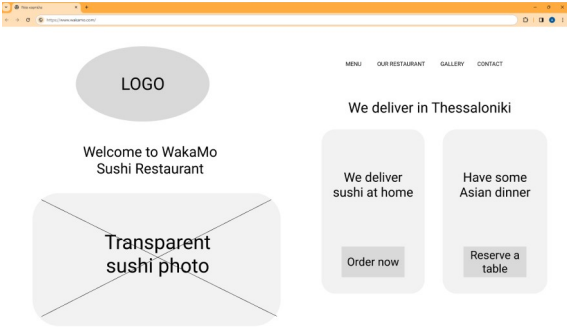 https://www.wakamo.com/
LOGO
MENU OUR RESTAURANT GALLERY CONTACT
Welcome to WakaMo
Sushi Restaurant
Transparent
sushi photo
We deliver in Thessaloniki
We deliver
sushi at home
Order now
Have some
Asian dinner
Reserve a
table